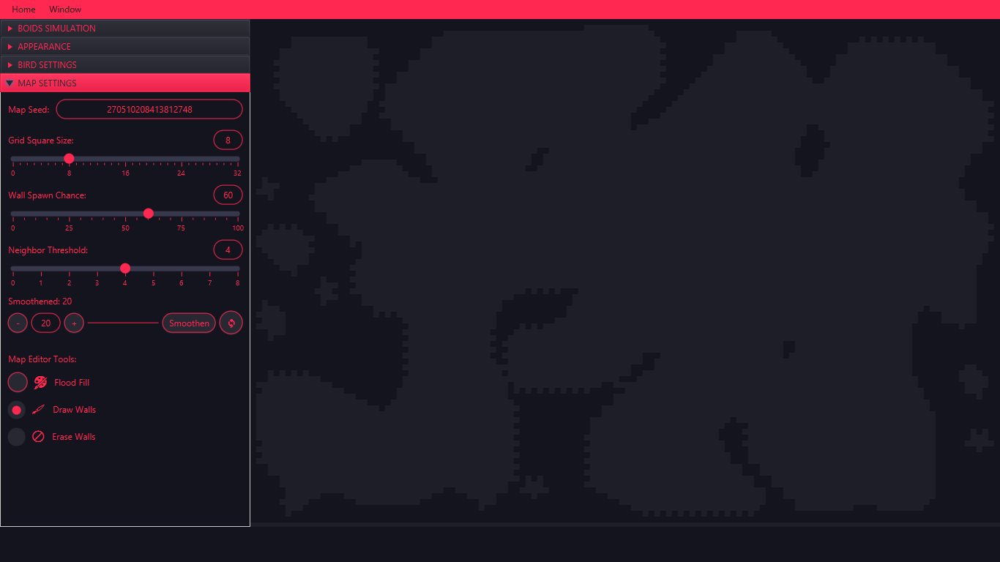 Home Window
BOIDS SIMULATION
APPEARANCE
BIRD SETTINGS
MAP SETTINGS
Map Seed: 270510208413812748
Grid Square Size: 8
0 8 16 24 32
Wall Spawn Chance: 60
0 25 50 75 100
Neighbor Threshold: 4
0 1 2 3 4 5 6 7 8
Smoothened: 20
- 20 + Smoothen
Map Editor Tools:
Flood Fill
Draw Walls
Erase Walls